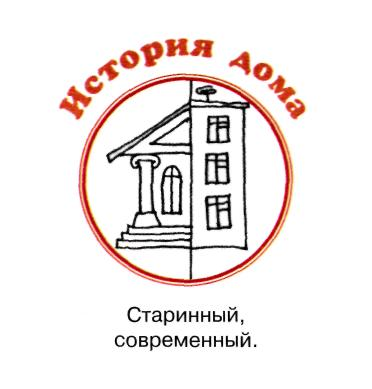 История дома
Старинный,
современный.